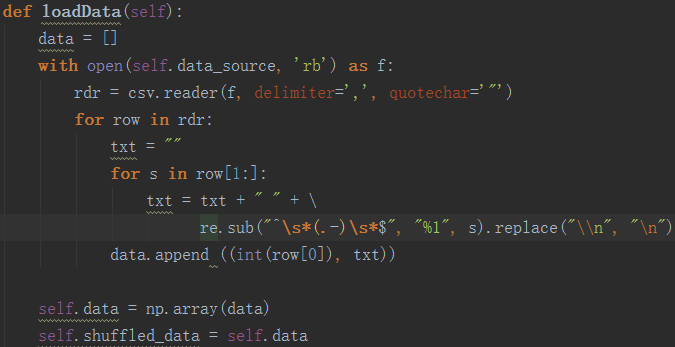 def loadData(self):
data = []
with open(self.data_source, 'rb') as f:
rdr = csv.reader(f, delimiter=',', quotechar='"')
for row in rdr:
txt = ""
for s in row[1:]:
txt = txt + " " + \
re.sub("^\s*(.-)\s*$", "%1", s).replace("\\n", "\n")
data.append ((int(row[0]), txt))
self.data = np.array(data)
self.shuffled_data = self.data